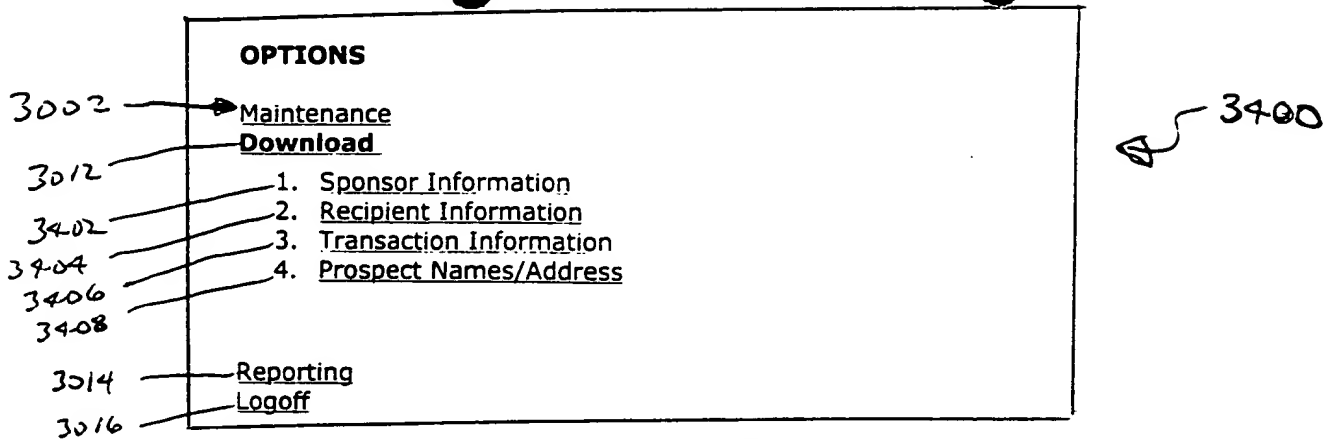 OPTIONS
3002 Maintenance
3400
3012 Download
3402 1. Sponsor Information
3404 2. Recipient Information
3406 3. Transaction Information
3408 4. Prospect Names/Address
3014 Reporting
3016 Logoff